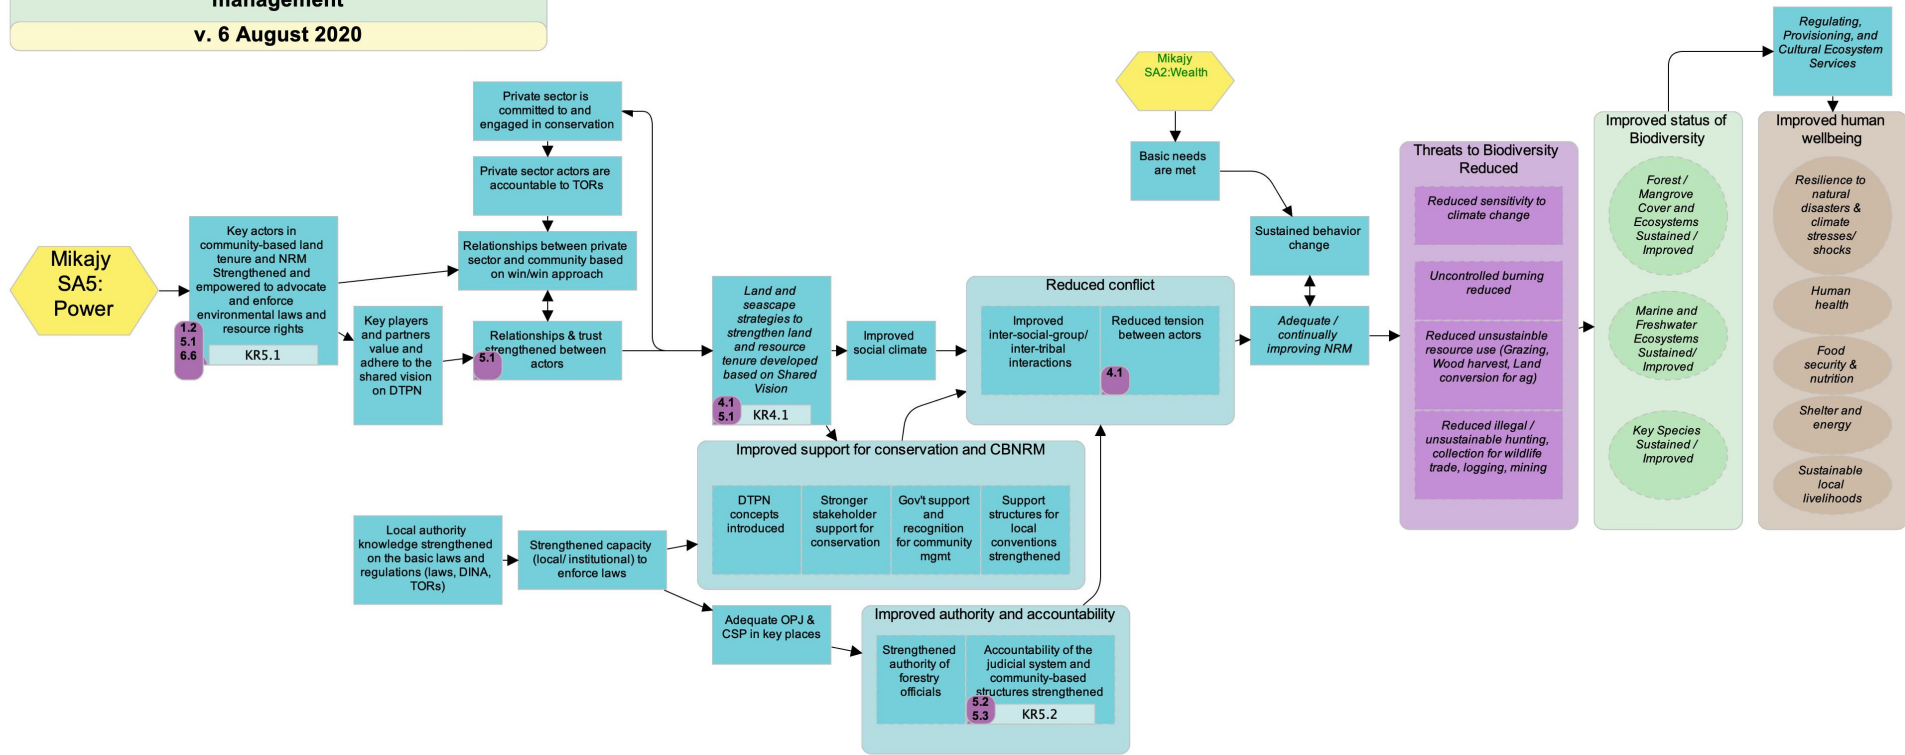 management
v. 6 August 2020
Mikajy
SA5:
Power
Key actors in
community-based land
tenure and NRM
Strengthened and
empowered to advocate
and enforce
environmental laws and
resource rights
1.2
5.1
6.6
KR5.1
Private sector is
committed to and
engaged in conservation
Private sector actors are
accountable to TORs
Relationships between private
sector and community based
on win/win approach
Key players
and partners
value and
adhere to the
shared vision
on DTPN
Relationships & trust
strengthened between
actors
5.1
Land and
seascape
strategies to
strengthen land
and resource
tenure developed
based on Shared
Vision
4.1
5.1
KR4.1
Improved
social climate
Reduced conflict
Improved
inter-social-group/
inter-tribal
interactions
Reduced tension
between actors
4.1
Mikajy
SA2:Wealth
Basic needs
are met
Sustained behavior
change
Adequate /
continually
improving NRM
Improved support for conservation and CBNRM
DTPN
concepts
introduced
Stronger
stakeholder
support for
conservation
Gov't support
and
recognition
for community
mgmt
Support
structures for
local
conventions
strengthened
Local authority
knowledge strengthened
on the basic laws and
regulations (laws, DINA,
TORs)
Strengthened capacity
(local/ institutional) to
enforce laws
Adequate OPJ &
CSP in key places
Improved authority and accountability
Strengthened
authority of
forestry
officials
Accountability of the
judicial system and
community-based
structures strengthened
5.2
5.3
KR5.2
Threats to Biodiversity
Reduced
Reduced sensitivity to
climate change
Uncontrolled burning
reduced
Reduced unsustainble
resource use (Grazing,
Wood harvest, Land
conversion for ag)
Reduced illegal /
unsustainable hunting,
collection for wildlife
trade, logging, mining
Improved status of
Biodiversity
Forest /
Mangrove
Cover and
Ecosystems
Sustained /
Improved
Marine and
Freshwater
Ecosystems
Sustained/
Improved
Key Species
Sustained /
Improved
Regulating,
Provisioning, and
Cultural Ecosystem
Services
Improved human
wellbeing
Resilience to
natural
disasters &
climate
stresses/
shocks
Human
health
Food
security &
nutrition
Shelter and
energy
Sustainable
local
livelihoods